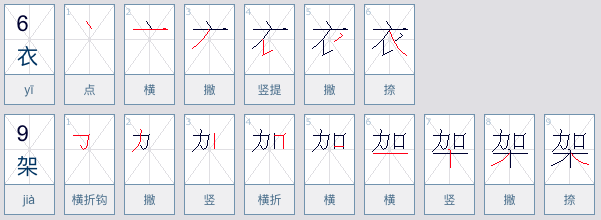 6 1 2 3 4 5 6
衣
yī 点 横 撇 竖提 撇 捺
9 1 2 3 4 5 6 7 8 9
架
jià 横折钩 撇 竖 横折 横 横 竖 撇 捺